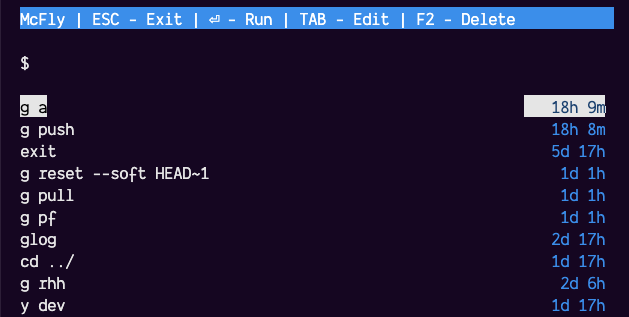 McFly | ESC - Exit | ⏎ - Run | TAB - Edit | F2 - Delete
$
g a 18h 9m
g push 18h 8m
exit 5d 17h
g reset --soft HEAD~1 1d 1h
g pull 1d 1h
g pf 1d 1h
glog 2d 17h
cd ../ 1d 17h
g rhh 2d 6h
y dev 1d 17h